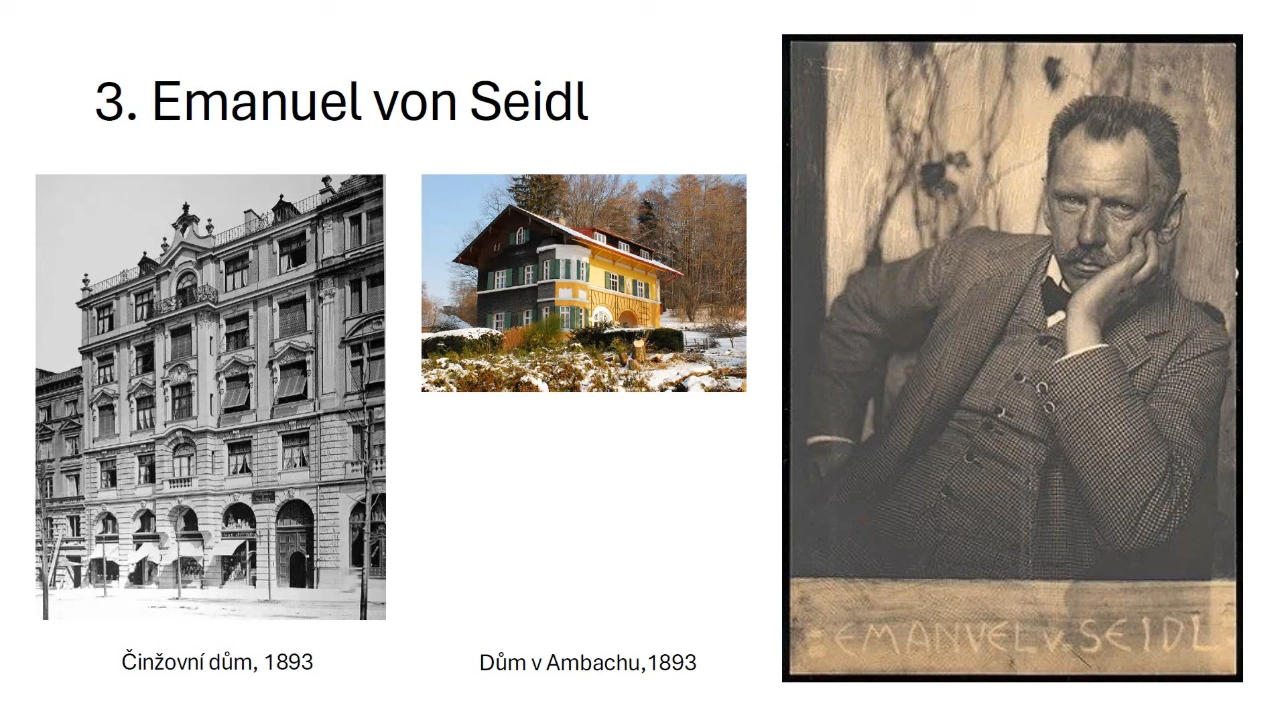 3. Emanuel von Seidl
Činžovní dům, 1893
Dům v Ambachu,1893
EMANVEL v. SEIDL